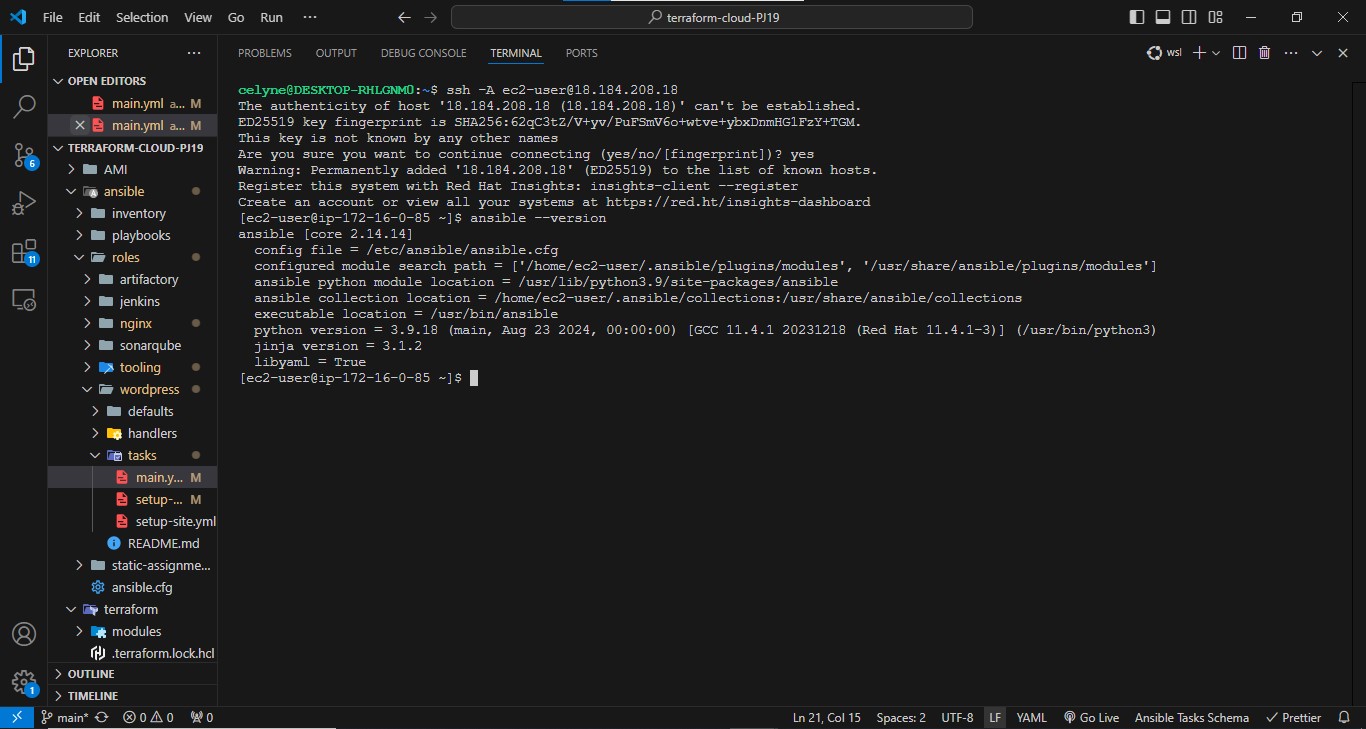 File Edit Selection View Go Run ··· terraform-cloud-PJ19
EXPLORER ···
OPEN EDITORS
main.yml a... M
main.yml a... M
TERRAFORM-CLOUD-PJ19
AMI
ansible
inventory
playbooks
roles
artifactory
jenkins
nginx
sonarqube
tooling
wordpress
defaults
handlers
tasks
main.y... M
setup-... M
setup-site.yml
README.md
static-assignme...
ansible.cfg
terraform
modules
.terraform.lock.hcl
OUTLINE
TIMELINE
6
11
1
PROBLEMS OUTPUT DEBUG CONSOLE TERMINAL PORTS wsl
celyne@DESKTOP-RHLGNM0:~$ ssh -A ec2-user@18.184.208.18
The authenticity of host '18.184.208.18 (18.184.208.18)' can't be established.
ED25519 key fingerprint is SHA256:62qC3tZ/V+yv/PuFSmV6o+wtve+ybxDnmHG1FzY+TGM.
This key is not known by any other names
Are you sure you want to continue connecting (yes/no/[fingerprint])? yes
Warning: Permanently added '18.184.208.18' (ED25519) to the list of known hosts.
Register this system with Red Hat Insights: insights-client --register
Create an account or view all your systems at https://red.ht/insights-dashboard
[ec2-user@ip-172-16-0-85 ~]$ ansible --version
ansible [core 2.14.14]
config file = /etc/ansible/ansible.cfg
configured module search path = ['/home/ec2-user/.ansible/plugins/modules', '/usr/share/ansible/plugins/modules']
ansible python module location = /usr/lib/python3.9/site-packages/ansible
ansible collection location = /home/ec2-user/.ansible/collections:/usr/share/ansible/collections
executable location = /usr/bin/ansible
python version = 3.9.18 (main, Aug 23 2024, 00:00:00) [GCC 11.4.1 20231218 (Red Hat 11.4.1-3)] (/usr/bin/python3)
jinja version = 3.1.2
libyaml = True
[ec2-user@ip-172-16-0-85 ~]$
main* 0 0 0 Ln 21, Col 15 Spaces: 2 UTF-8 LF YAML Go Live Ansible Tasks Schema Prettier